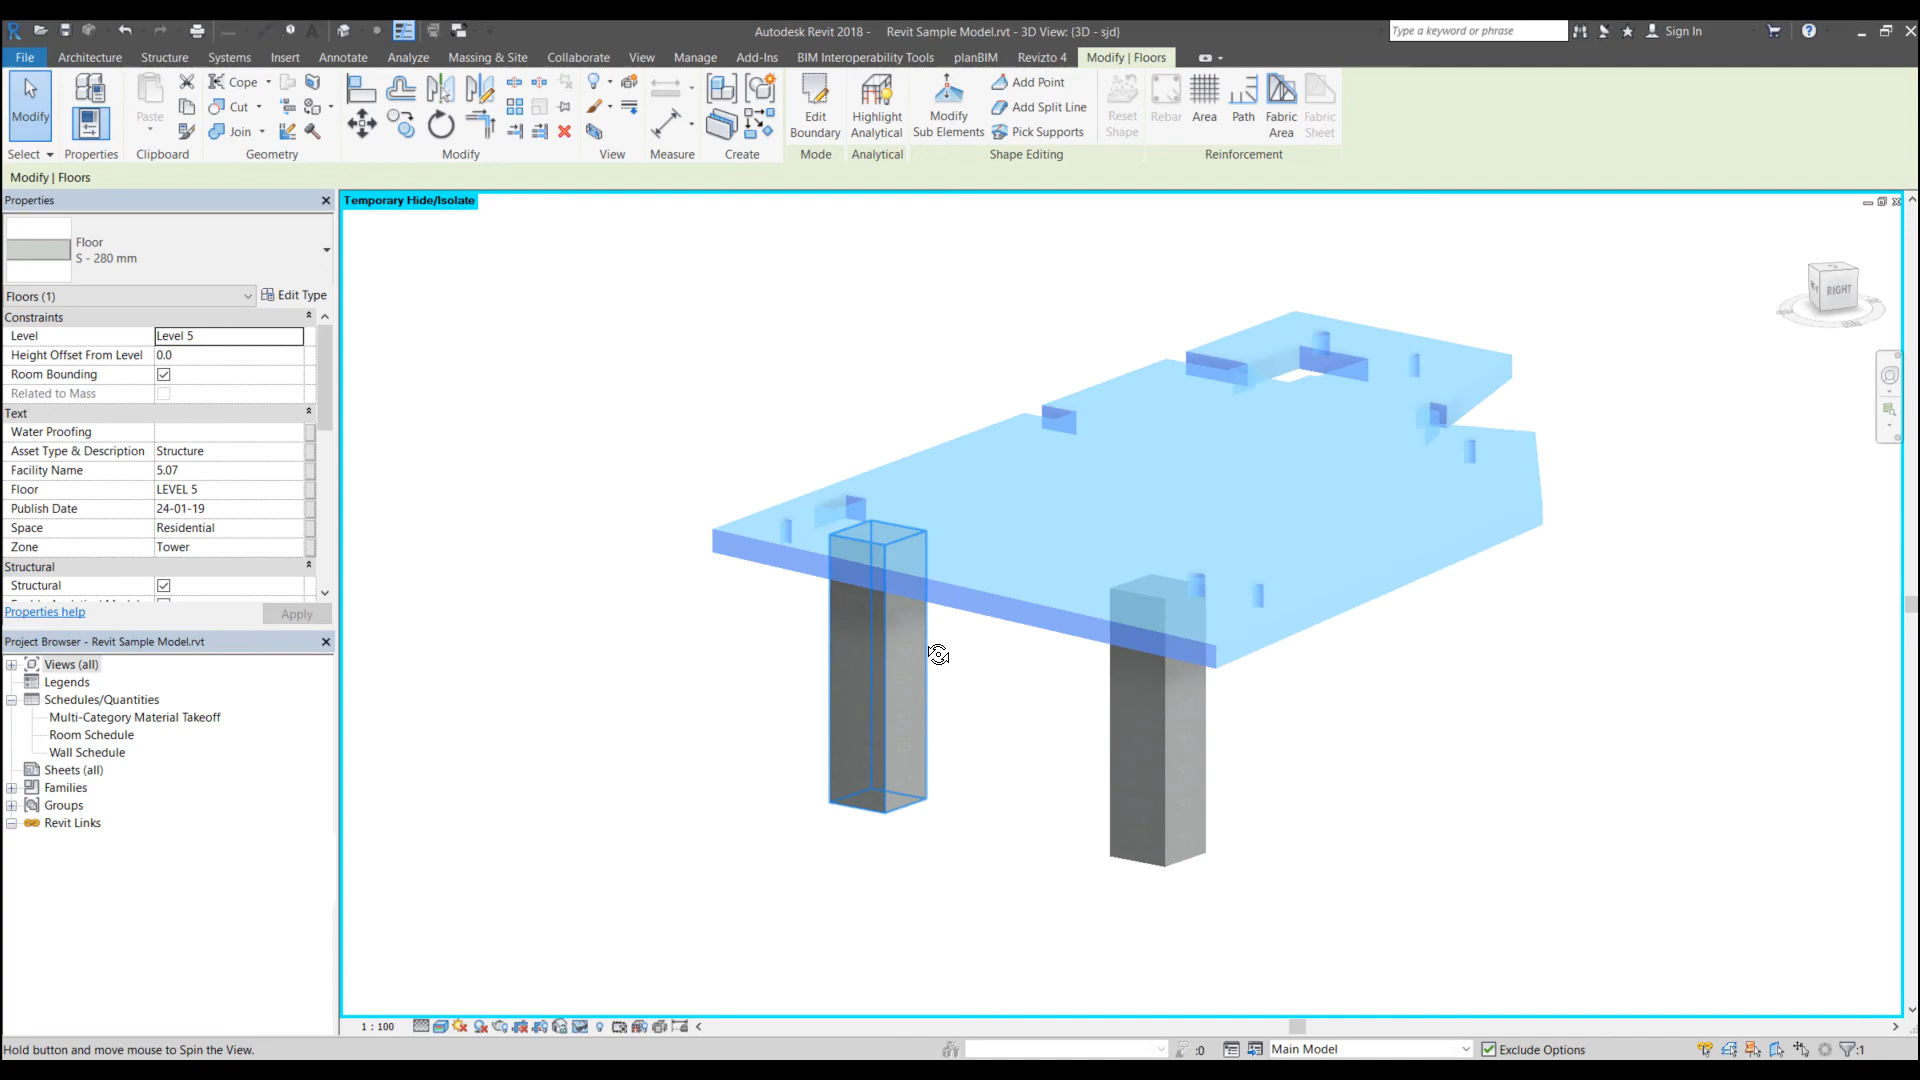 Autodesk Revit 2018 -    Revit Sample Model.rvt - 3D View: {3D - sjd}
Type a keyword or phrase
Sign In
File Architecture Structure Systems Insert Annotate Analyze Massing & Site Collaborate View Manage Add-Ins BIM Interoperability Tools planBIM Revizto 4 Modify | Floors
Modify
Select
Properties
Paste
Clipboard
Cope
Cut
Join
Geometry
Modify
View
Measure
Create
Edit
Boundary
Mode
Highlight
Analytical
Analytical
Modify
Sub Elements
Add Point
Add Split Line
Pick Supports
Reset
Shape
Shape Editing
Rebar
Area
Path
Fabric
Area
Fabric
Sheet
Reinforcement
Modify | Floors
Properties
Floor
S - 280 mm
Floors (1)
Edit Type
Constraints
Level Level 5
Height Offset From Level 0.0
Room Bounding
Related to Mass
Text
Water Proofing
Asset Type & Description Structure
Facility Name 5.07
Floor LEVEL 5
Publish Date 24-01-19
Space Residential
Zone Tower
Structural
Structural
Properties help
Apply
Project Browser - Revit Sample Model.rvt
Views (all)
Legends
Schedules/Quantities
Multi-Category Material Takeoff
Room Schedule
Wall Schedule
Sheets (all)
Families
Groups
Revit Links
Temporary Hide/Isolate
RIGHT
1 : 100
Hold button and move mouse to Spin the View.
:0
Main Model
Exclude Options
:1